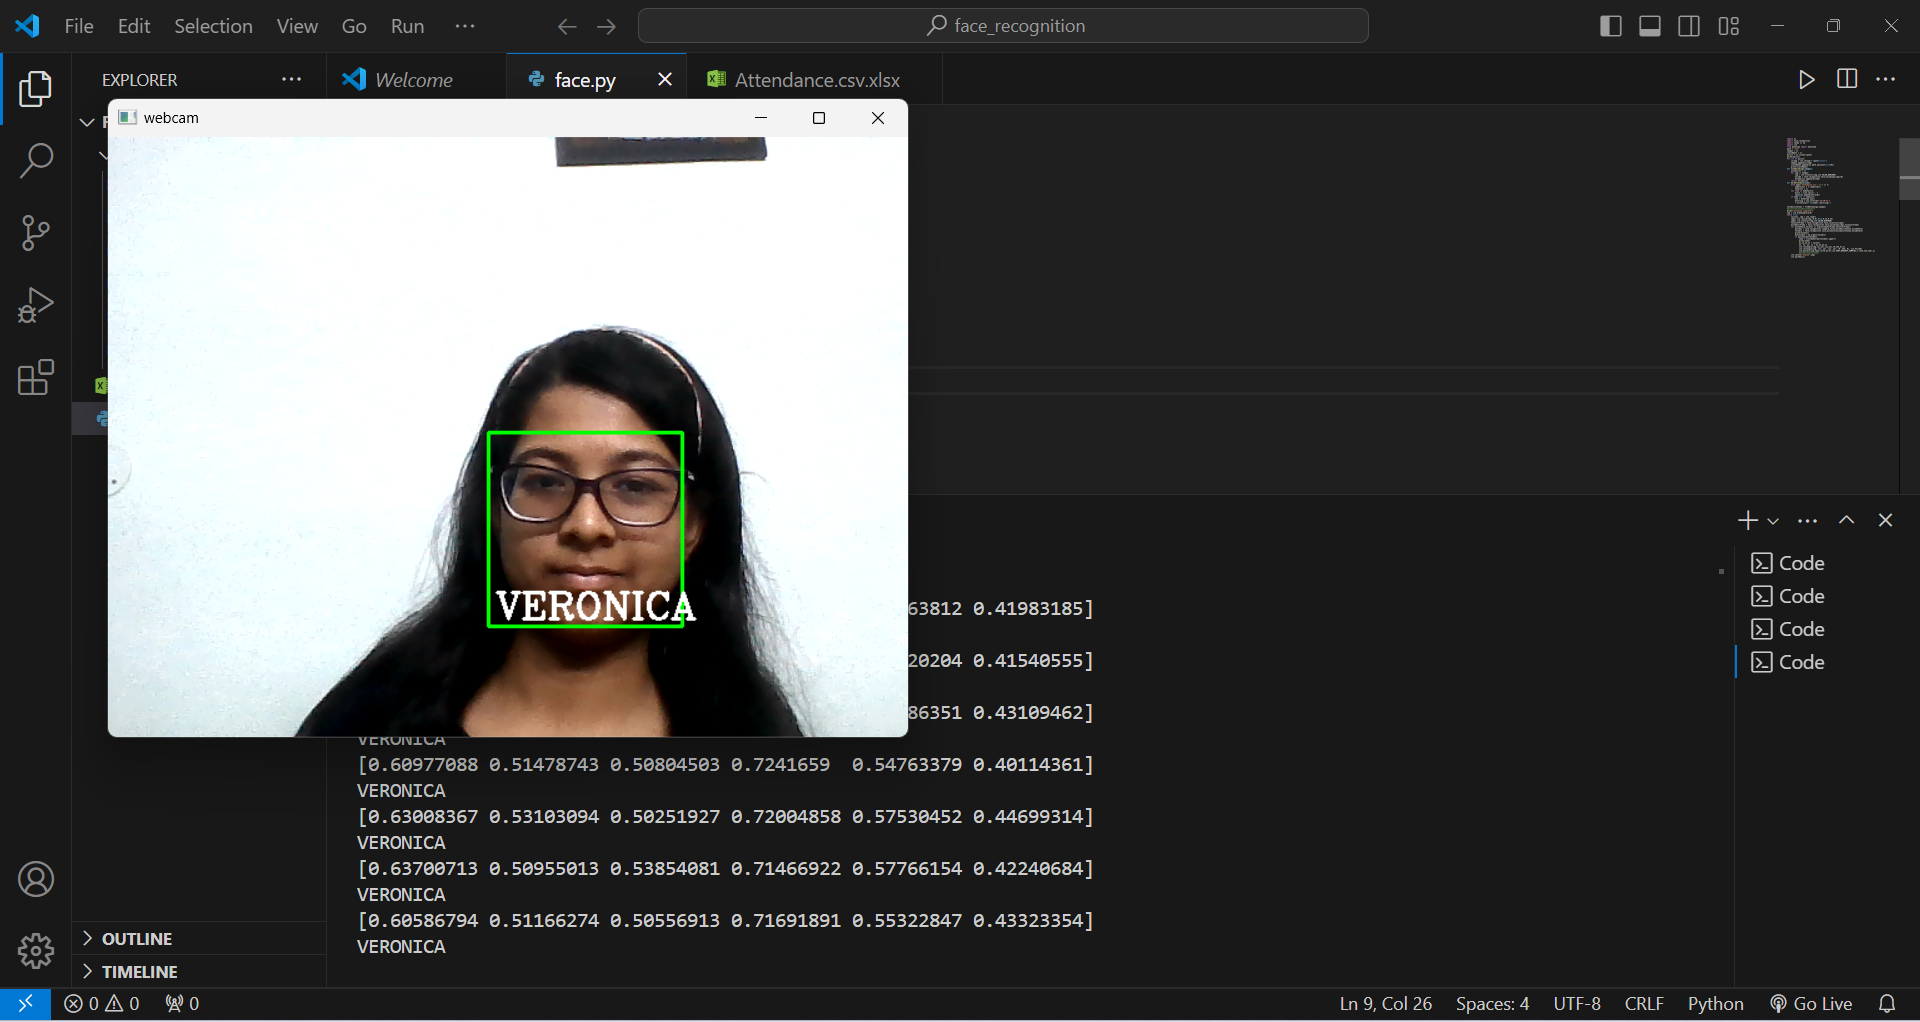 File Edit Selection View Go Run ...
face_recognition
EXPLORER ...
Welcome
face.py
Attendance.csv.xlsx
...
webcam
VERONICA
63812 0.41983185]
20204 0.41540555]
86351 0.43109462]
VERONICA
[0.60977088 0.51478743 0.50804503 0.7241659  0.54763379 0.40114361]
VERONICA
[0.63008367 0.53103094 0.50251927 0.72004858 0.57530452 0.44699314]
VERONICA
[0.63700713 0.50955013 0.53854081 0.71466922 0.57766154 0.42240684]
VERONICA
[0.60586794 0.51166274 0.50556913 0.71691891 0.55322847 0.43323354]
VERONICA
Code
Code
Code
Code
OUTLINE
TIMELINE
0 0 0
Ln 9, Col 26 Spaces: 4 UTF-8 CRLF Python Go Live